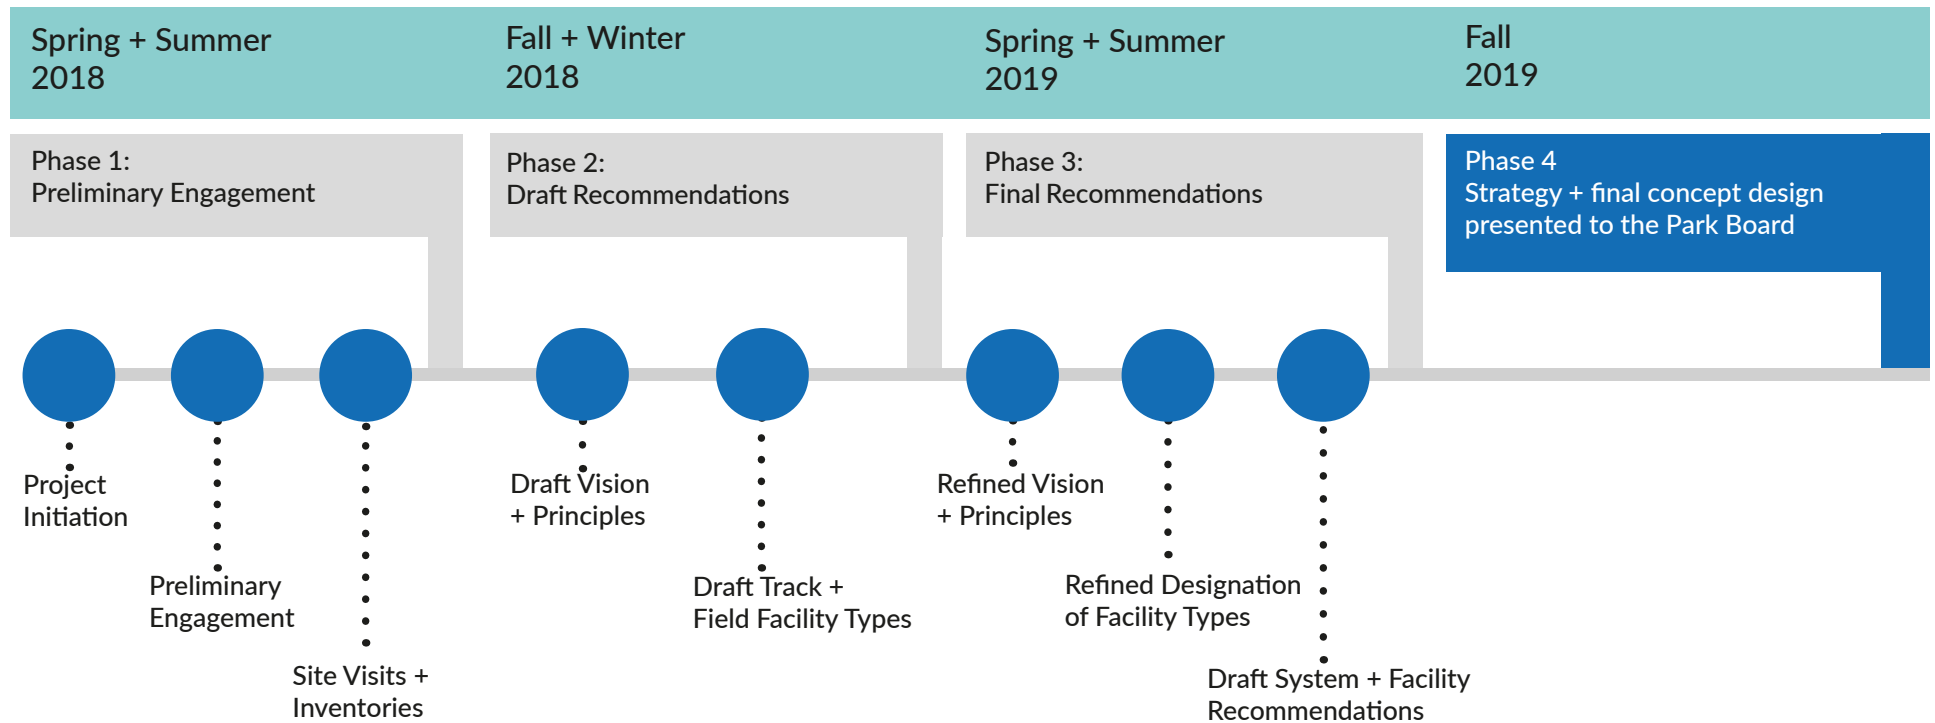 Spring + Summer
2018
Fall + Winter
2018
Spring + Summer
2019
Fall
2019
Phase 1:
Preliminary Engagement
Phase 2:
Draft Recommendations
Phase 3:
Final Recommendations
Phase 4
Strategy + final concept design
presented to the Park Board
Project
Initiation
Preliminary
Engagement
Site Visits +
Inventories
Draft Vision
+ Principles
Draft Track +
Field Facility Types
Refined Vision
+ Principles
Refined Designation
of Facility Types
Draft System + Facility
Recommendations